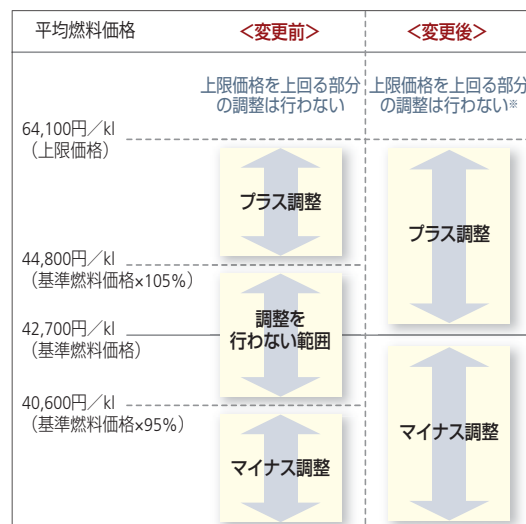 平均燃料価格
＜変更前＞
＜変更後＞
上限価格を上回る部分
の調整は行わない
上限価格を上回る部分
の調整は行わない※
64,100円／kl
（上限価格）
プラス調整
プラス調整
44,800円／kl
（基準燃料価格×105%）
調整を
行わない範囲
42,700円／kl
（基準燃料価格）
40,600円／kl
（基準燃料価格×95%）
マイナス調整
マイナス調整